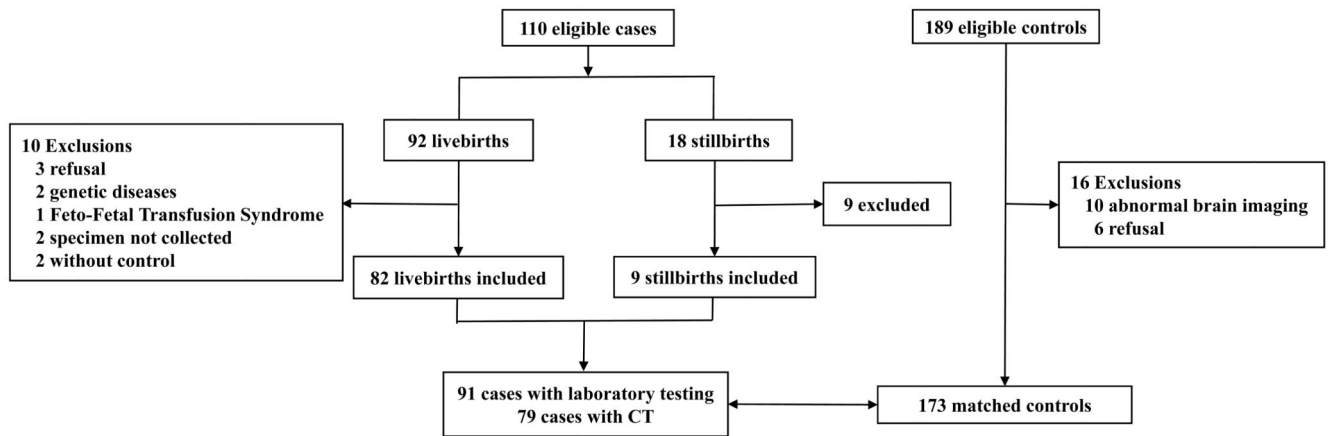 110 eligible cases
189 eligible controls
92 livebirths
18 stillbirths
10 Exclusions
3 refusal
2 genetic diseases
1 Feto-Fetal Transfusion Syndrome
2 specimen not collected
2 without control
9 excluded
16 Exclusions
10 abnormal brain imaging
6 refusal
82 livebirths included
9 stillbirths included
91 cases with laboratory testing
79 cases with CT
173 matched controls